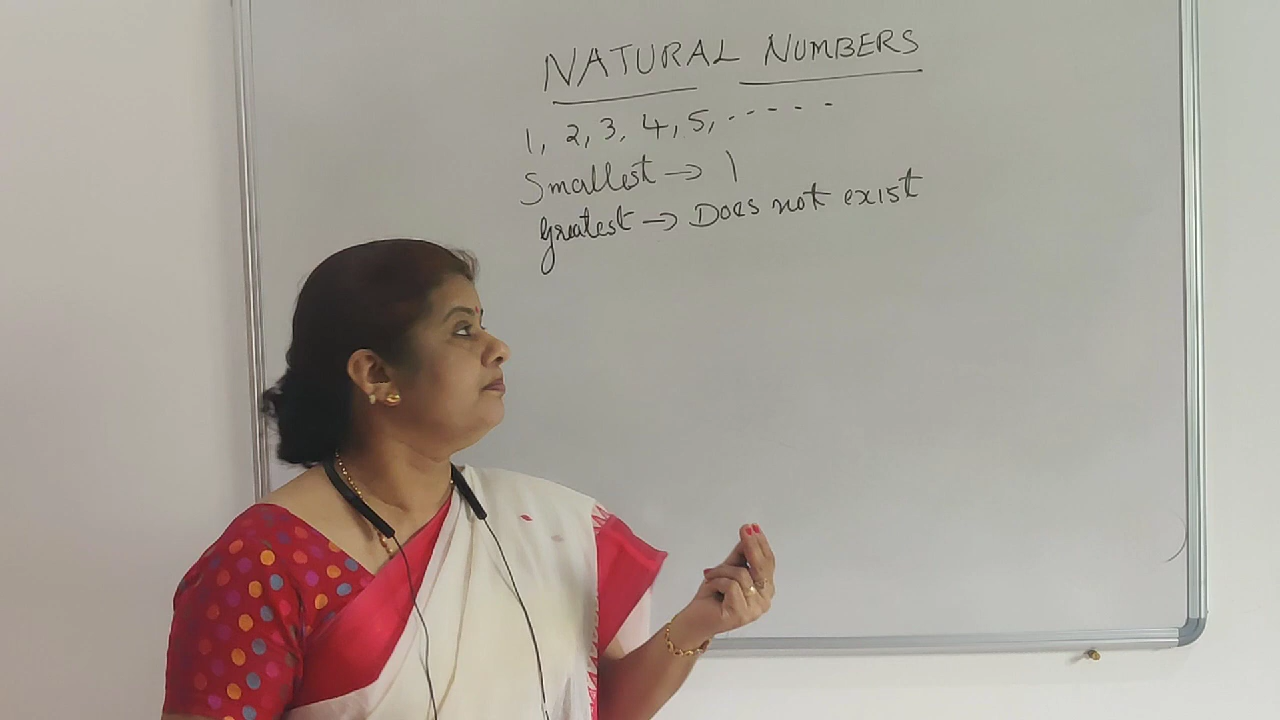 NATURAL NUMBERS
1, 2, 3, 4, 5, ------
Smallest → 1
Greatest → Does not exist